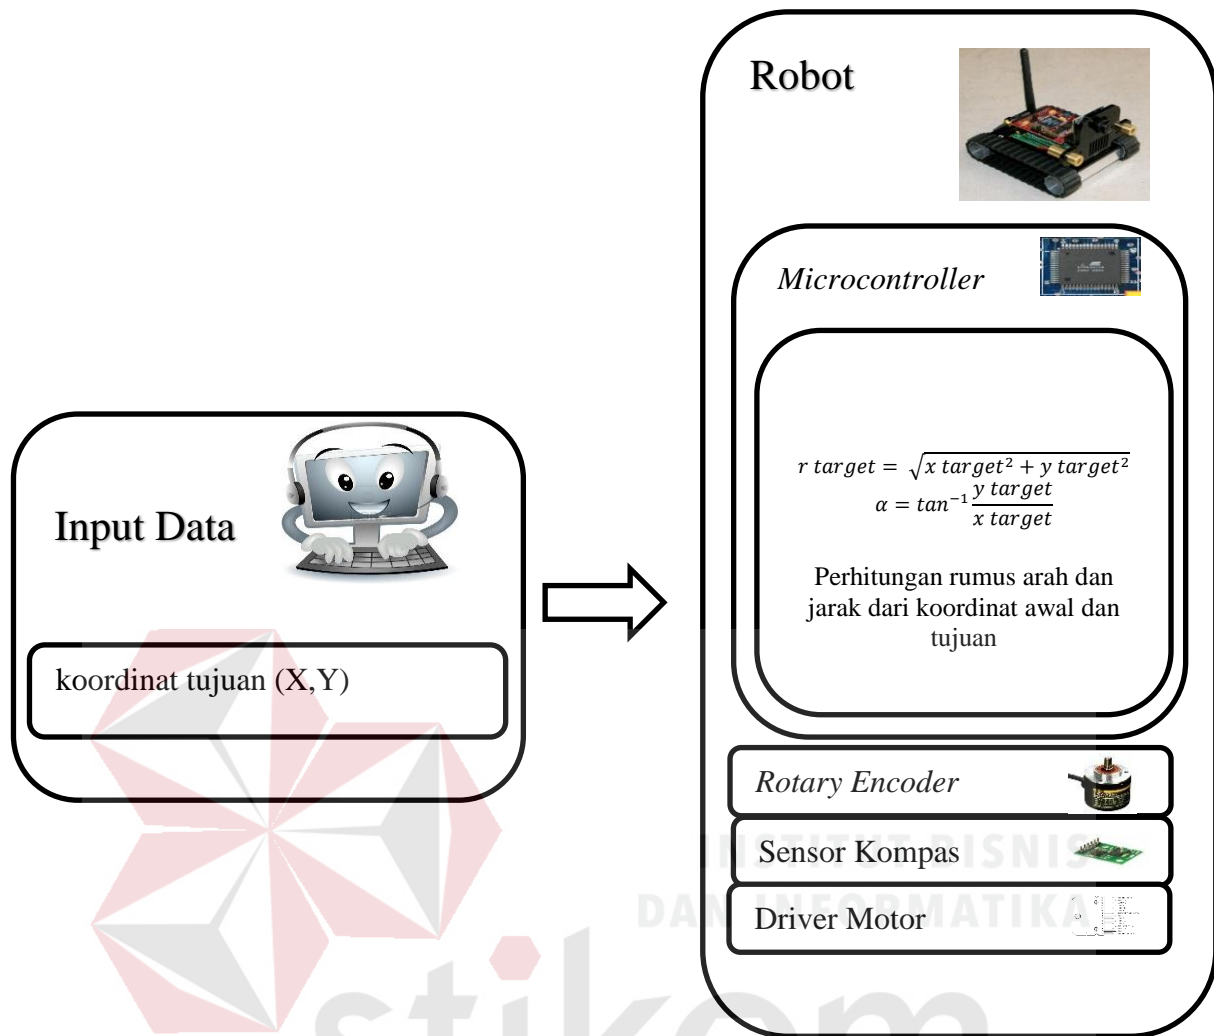 Robot
Microcontroller
r target = √x target² + y target²
α = tan⁻¹ y target / x target
Perhitungan rumus arah dan
jarak dari koordinat awal dan
tujuan
Input Data
koordinat tujuan (X,Y)
Rotary Encoder
Sensor Kompas
Driver Motor
INSTITUT BISNIS
DAN INFORMATIKA
stikom